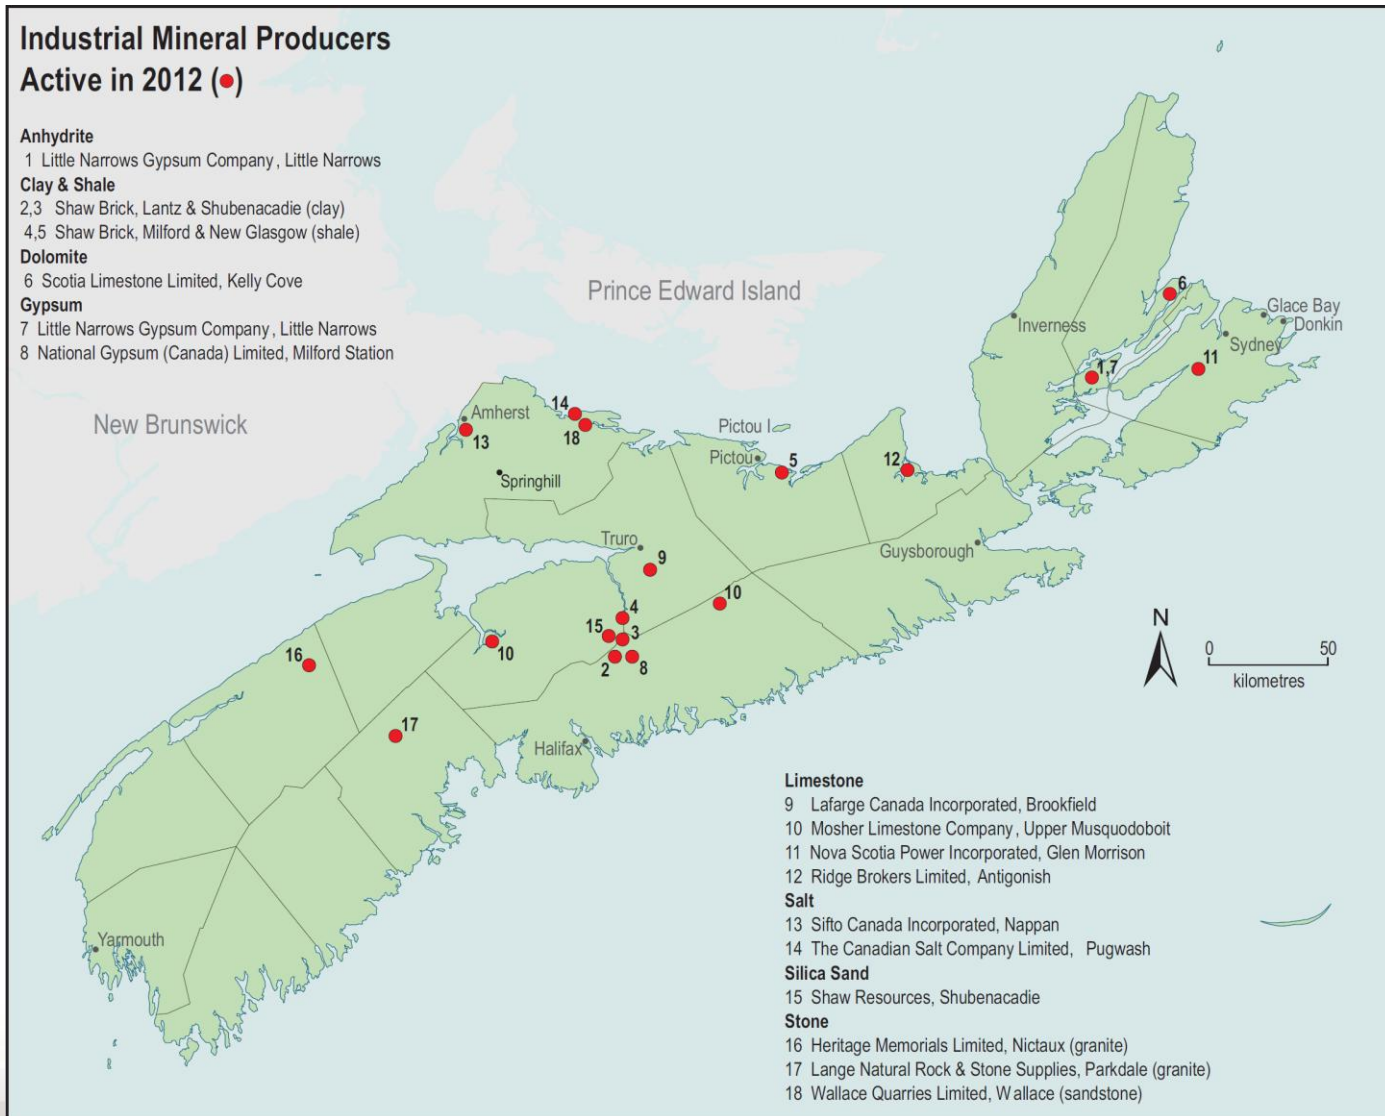 Industrial Mineral Producers
Active in 2012 (●)
Anhydrite
1 Little Narrows Gypsum Company, Little Narrows
Clay & Shale
2,3 Shaw Brick, Lantz & Shubenacadie (clay)
4,5 Shaw Brick, Milford & New Glasgow (shale)
Dolomite
6 Scotia Limestone Limited, Kelly Cove
Gypsum
7 Little Narrows Gypsum Company, Little Narrows
8 National Gypsum (Canada) Limited, Milford Station
Prince Edward Island
New Brunswick
6
Glace Bay
Donkin
Inverness
Sydney
11
1,7
14
Amherst
13
18
Pictou I
Pictou
5
12
Springhill
Truro
9
Guysborough
10
4
15
3
10
2
8
16
17
Halifax
Yarmouth
N
0 50
kilometres
Limestone
9 Lafarge Canada Incorporated, Brookfield
10 Mosher Limestone Company, Upper Musquodoboit
11 Nova Scotia Power Incorporated, Glen Morrison
12 Ridge Brokers Limited, Antigonish
Salt
13 Sifto Canada Incorporated, Nappan
14 The Canadian Salt Company Limited, Pugwash
Silica Sand
15 Shaw Resources, Shubenacadie
Stone
16 Heritage Memorials Limited, Nictaux (granite)
17 Lange Natural Rock & Stone Supplies, Parkdale (granite)
18 Wallace Quarries Limited, Wallace (sandstone)